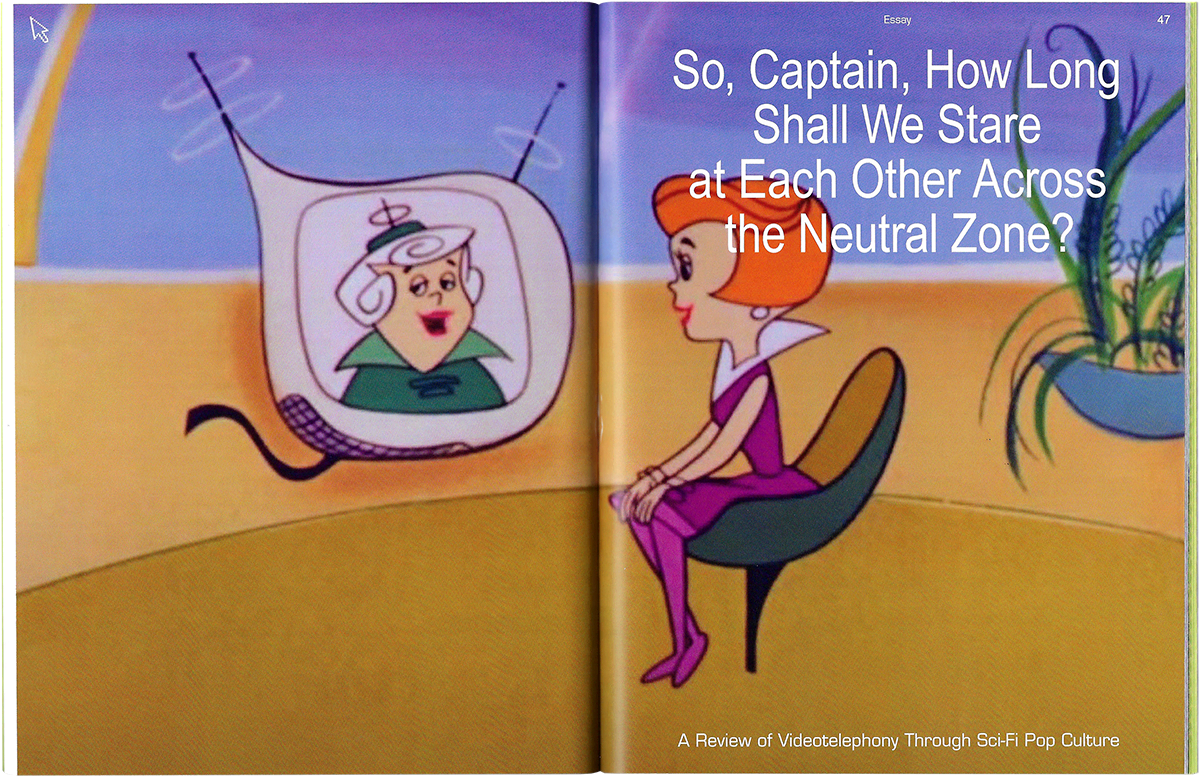 Essay
47
So, Captain, How Long
Shall We Stare
at Each Other Across
the Neutral Zone?
A Review of Videotelephony Through Sci-Fi Pop Culture